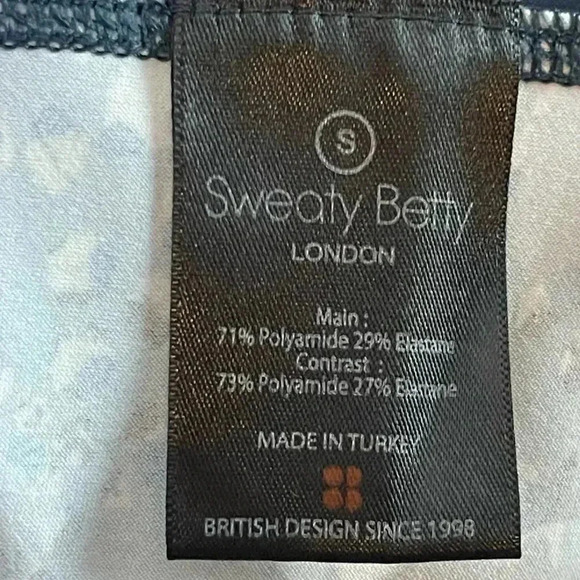 S
Sweaty Betty
LONDON
Main :
71% Polyamide 29% Elastane
Contrast :
73% Polyamide 27% Elastane
MADE IN TURKEY
BRITISH DESIGN SINCE 1998